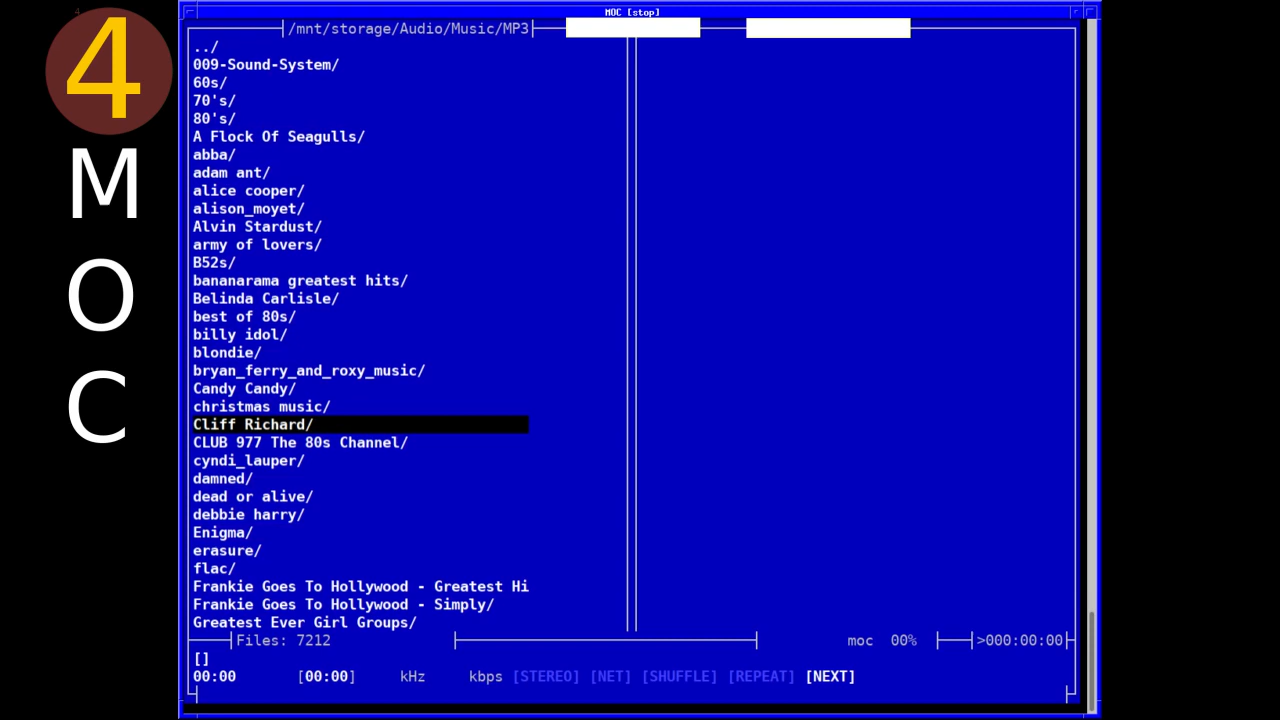 4
M
O
C
MOC [stop]
/mnt/storage/Audio/Music/MP3
../
009-Sound-System/
60s/
70's/
80's/
A Flock Of Seagulls/
abba/
adam ant/
alice cooper/
alison_moyet/
Alvin Stardust/
army of lovers/
B52s/
bananarama greatest hits/
Belinda Carlisle/
best of 80s/
billy idol/
blondie/
bryan_ferry_and_roxy_music/
Candy Candy/
christmas music/
Cliff Richard/
CLUB 977 The 80s Channel/
cyndi_lauper/
damned/
dead or alive/
debbie harry/
Enigma/
erasure/
flac/
Frankie Goes To Hollywood - Greatest Hi
Frankie Goes To Hollywood - Simply/
Greatest Ever Girl Groups/
Files: 7212 moc 00% >000:00:00
[]
00:00 [00:00] kHz kbps [STEREO] [NET] [SHUFFLE] [REPEAT] [NEXT]